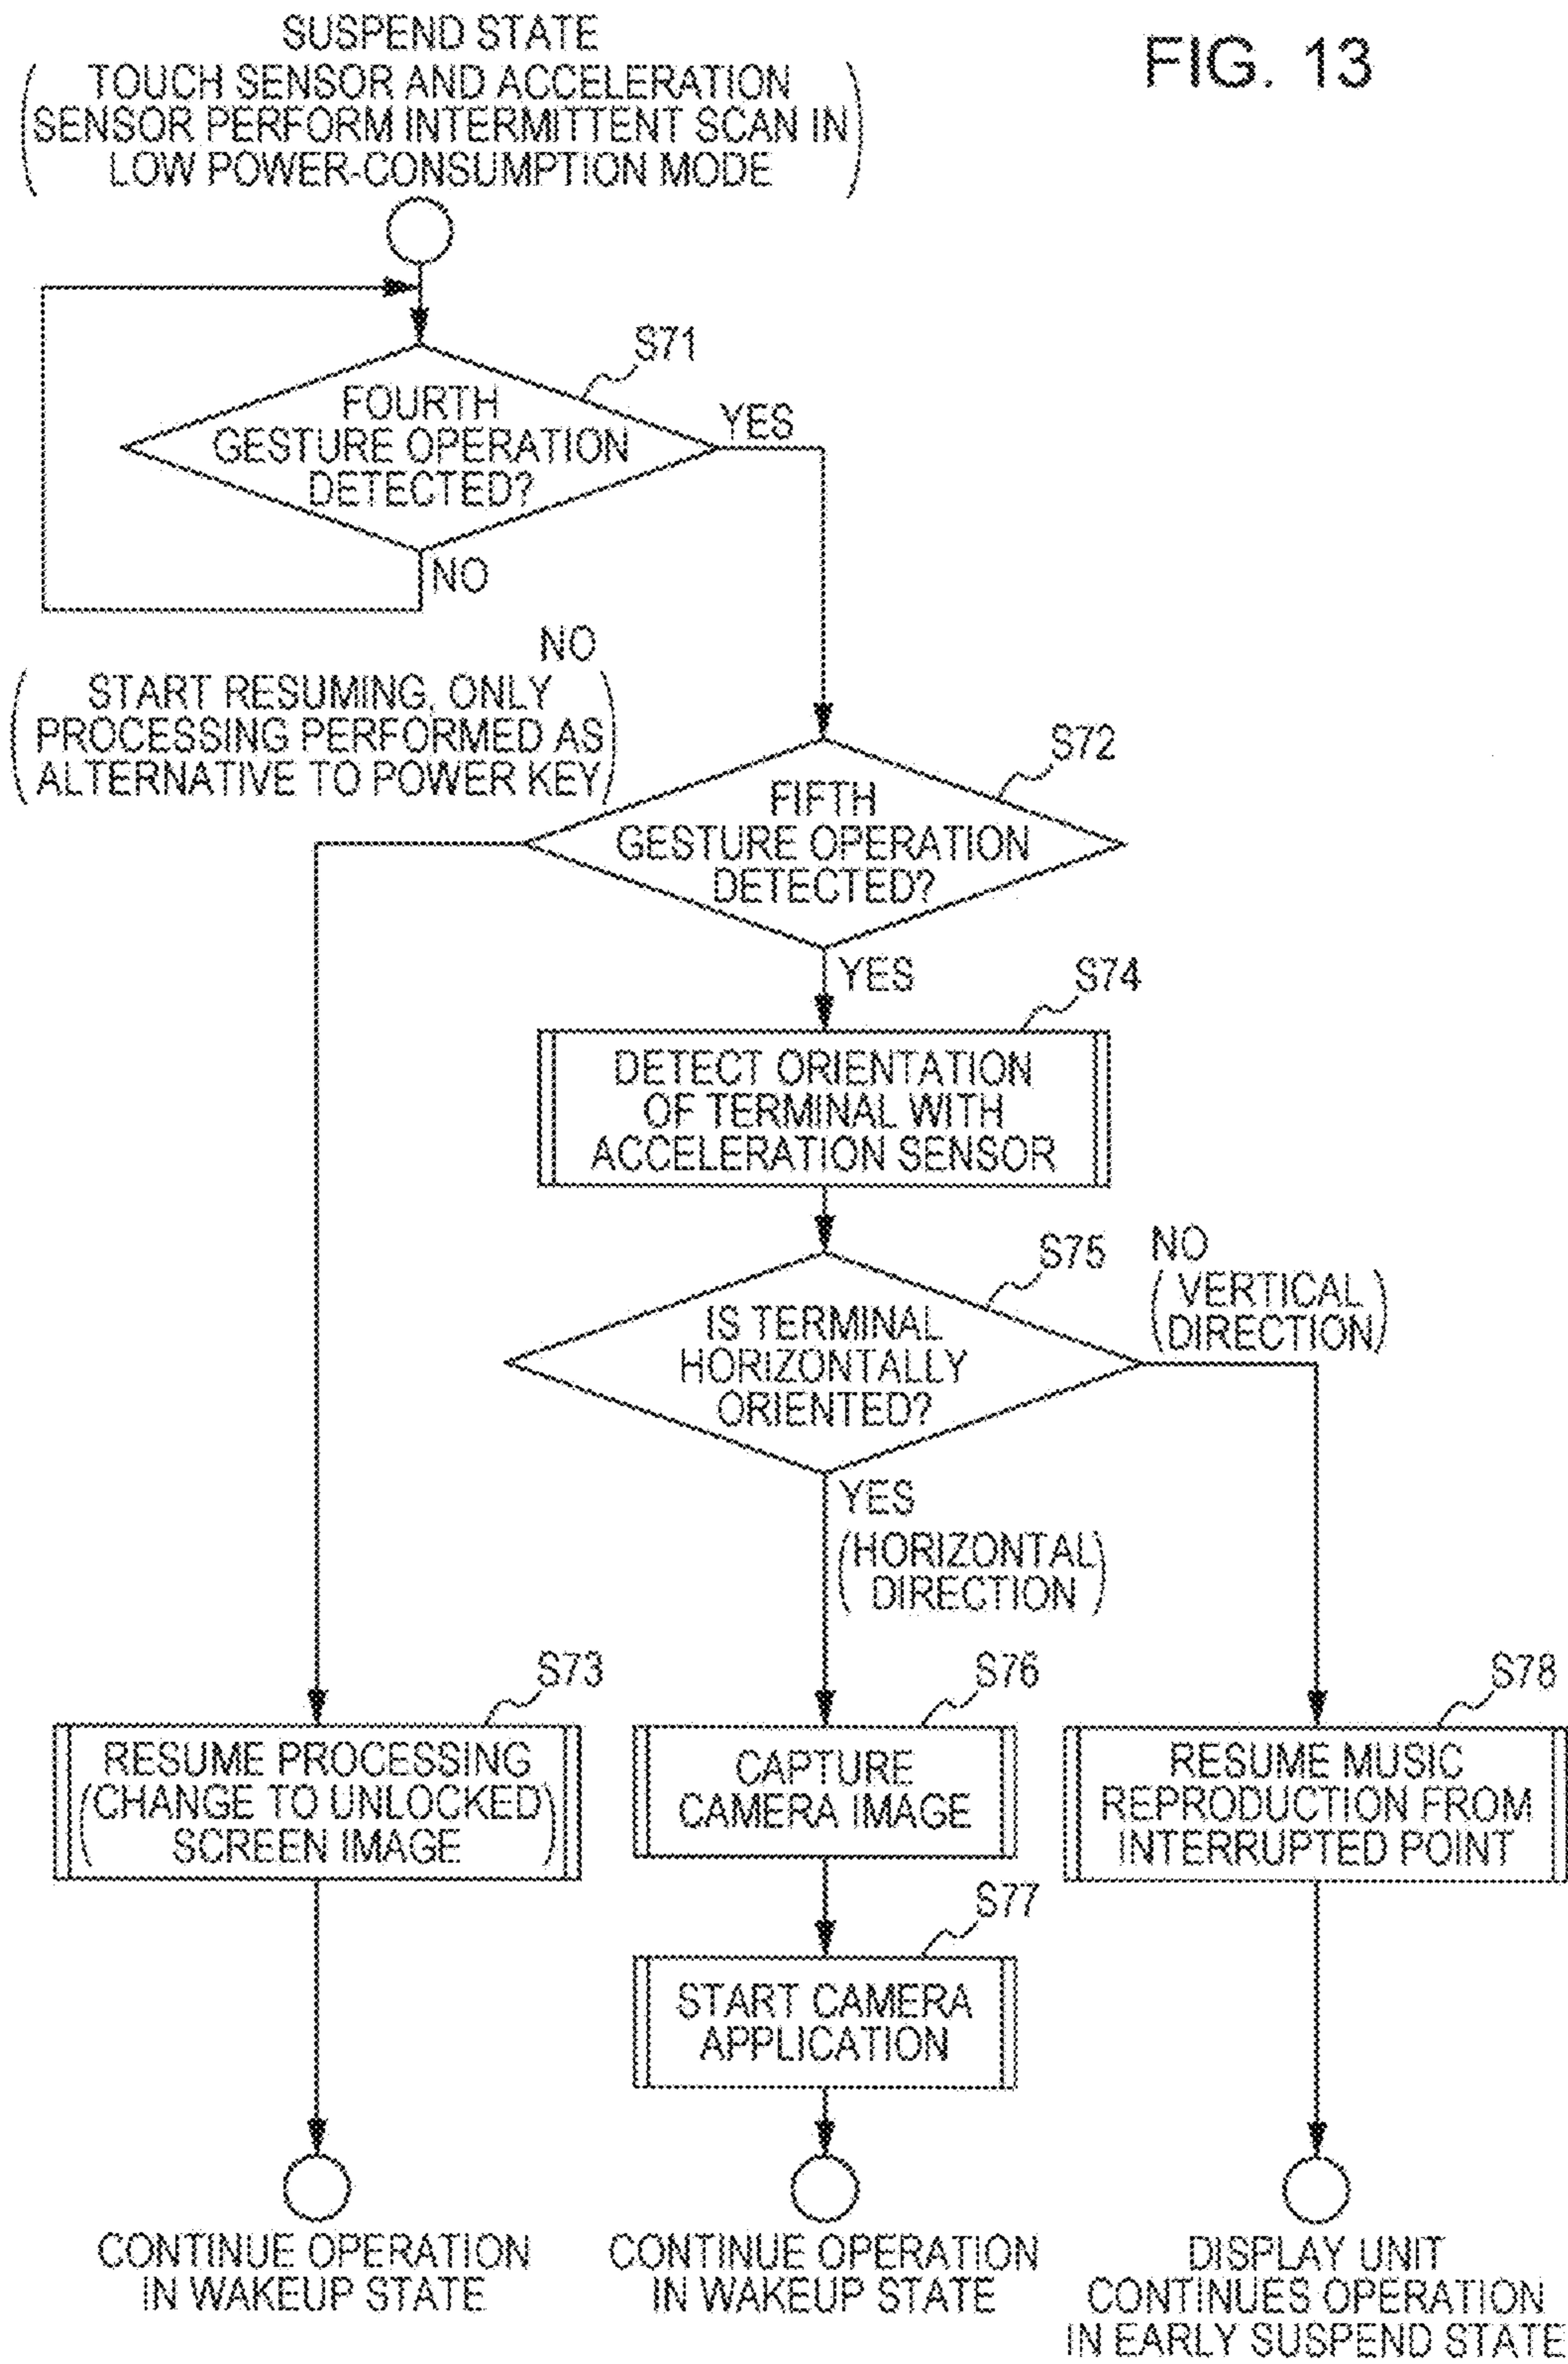 FIG. 13
SUSPEND STATE
(TOUCH SENSOR AND ACCELERATION
SENSOR PERFORM INTERMITTENT SCAN IN
LOW POWER-CONSUMPTION MODE)
S71
FOURTH
GESTURE OPERATION
DETECTED?
YES
NO
NO
(START RESUMING, ONLY
PROCESSING PERFORMED AS
ALTERNATIVE TO POWER KEY)
S72
FIFTH
GESTURE OPERATION
DETECTED?
YES
S74
DETECT ORIENTATION
OF TERMINAL WITH
ACCELERATION SENSOR
S75
IS TERMINAL
HORIZONTALLY
ORIENTED?
NO
(VERTICAL
DIRECTION)
YES
(HORIZONTAL
DIRECTION)
S73
RESUME PROCESSING
(CHANGE TO UNLOCKED
SCREEN IMAGE)
S76
CAPTURE
CAMERA IMAGE
S78
RESUME MUSIC
REPRODUCTION FROM
INTERRUPTED POINT
S77
START CAMERA
APPLICATION
CONTINUE OPERATION
IN WAKEUP STATE
CONTINUE OPERATION
IN WAKEUP STATE
DISPLAY UNIT
CONTINUES OPERATION
IN EARLY SUSPEND STATE